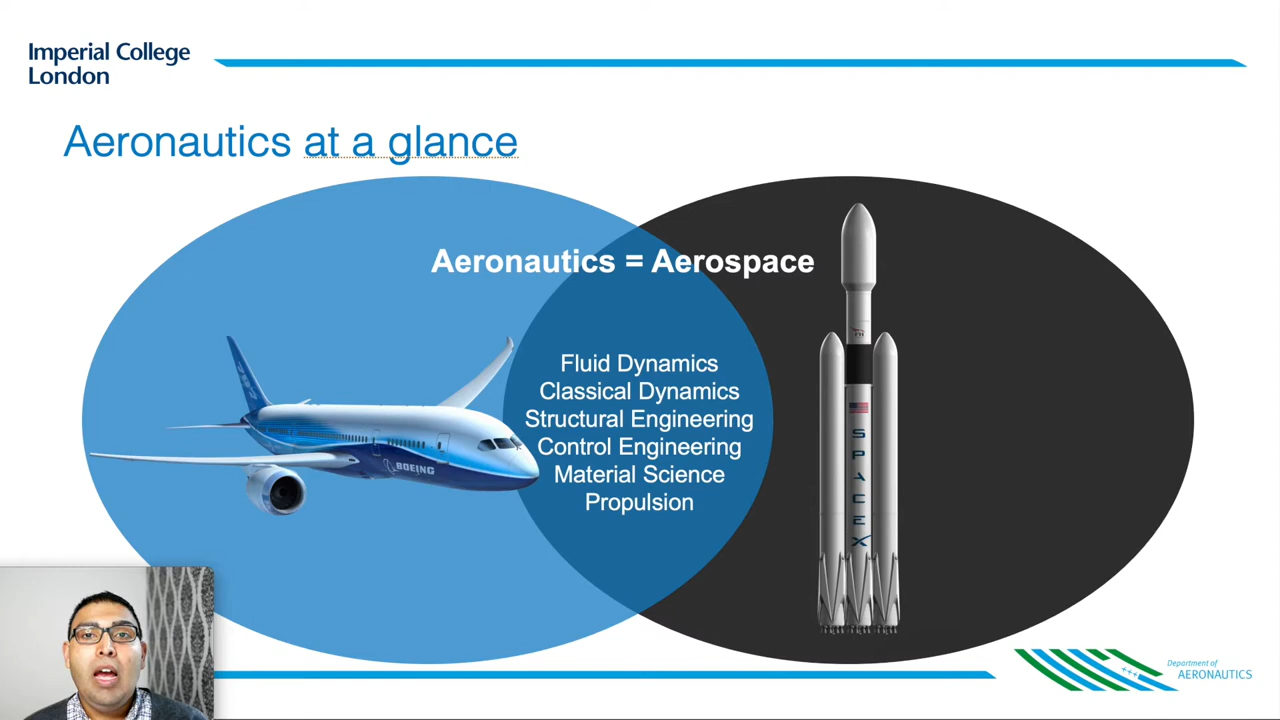 Imperial College
London
Aeronautics at a glance
Aeronautics = Aerospace
Fluid Dynamics
Classical Dynamics
Structural Engineering
Control Engineering
Material Science
Propulsion
BOEING
SPACEX
Department of
AERONAUTICS